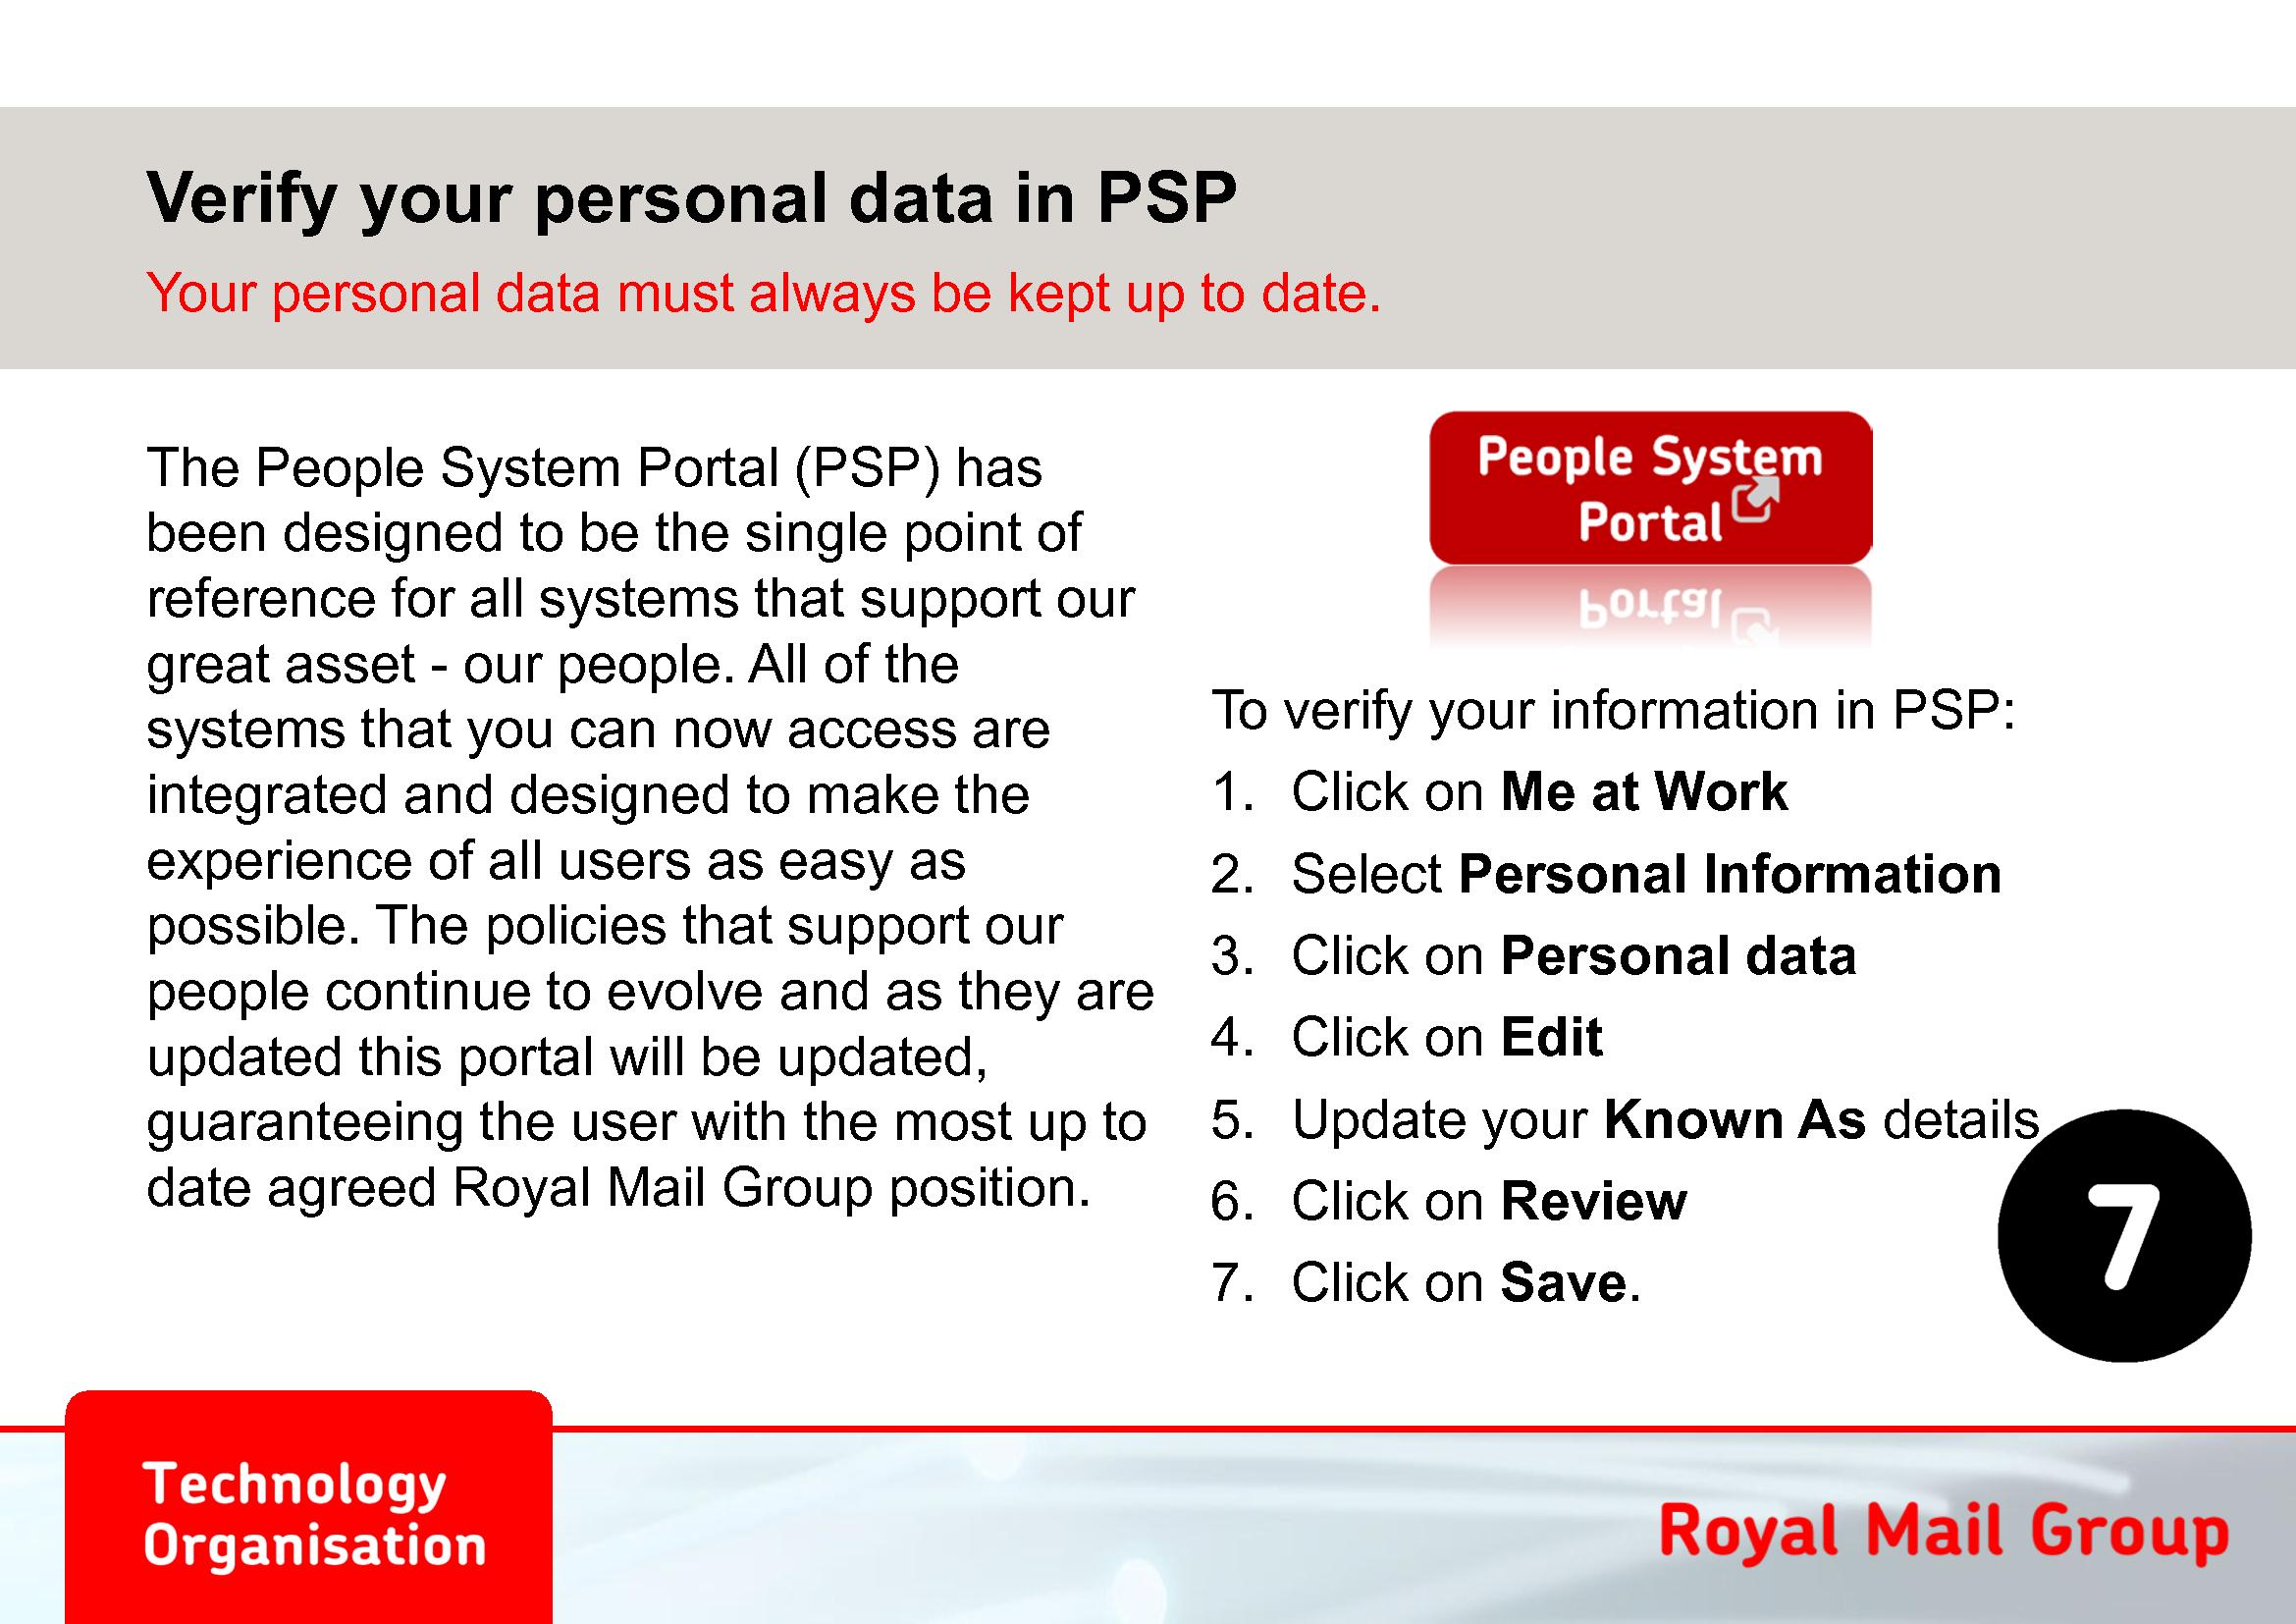 Verify your personal data in PSP
Your personal data must always be kept up to date.
The People System Portal (PSP) has
been designed to be the single point of
reference for all systems that support our
great asset - our people. All of the
systems that you can now access are
integrated and designed to make the
experience of all users as easy as
possible. The policies that support our
people continue to evolve and as they are
updated this portal will be updated,
guaranteeing the user with the most up to
date agreed Royal Mail Group position.
People System
Portal
To verify your information in PSP:
1. Click on Me at Work
2. Select Personal Information
3. Click on Personal data
4. Click on Edit
5. Update your Known As details
6. Click on Review
7. Click on Save.
7
Technology
Organisation
Royal Mail Group